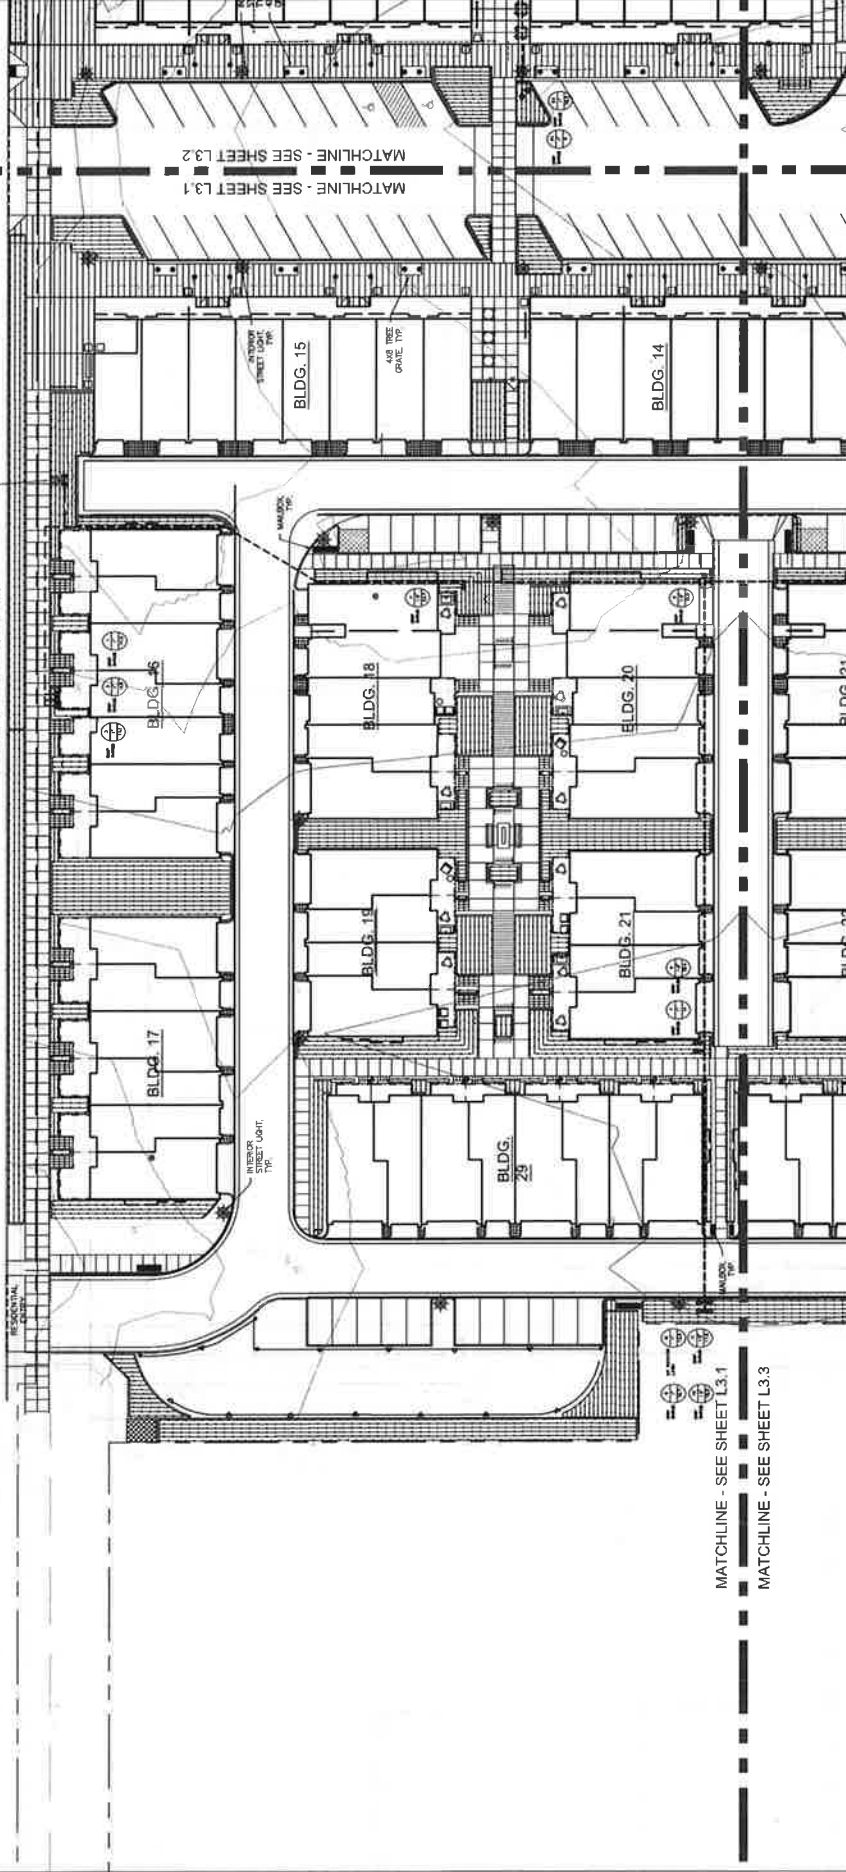 MATCHLINE - SEE SHEET L3.2
MATCHLINE - SEE SHEET L3.1
INTERIOR
STREET LIGHT,
TYP.
BLDG. 15
4X8 TREE
GRATE, TYP.
BLDG. 14
MAILBOX,
TYP.
BLDG. 16
BLDG. 18
BLDG. 20
BLDG. 19
BLDG. 21
BLDG. 17
INTERIOR
STREET LIGHT,
TYP.
BLDG.
29
RESIDENTIAL
ENTRY
MAILBOX,
TYP.
MATCHLINE - SEE SHEET L3.1
MATCHLINE - SEE SHEET L3.3